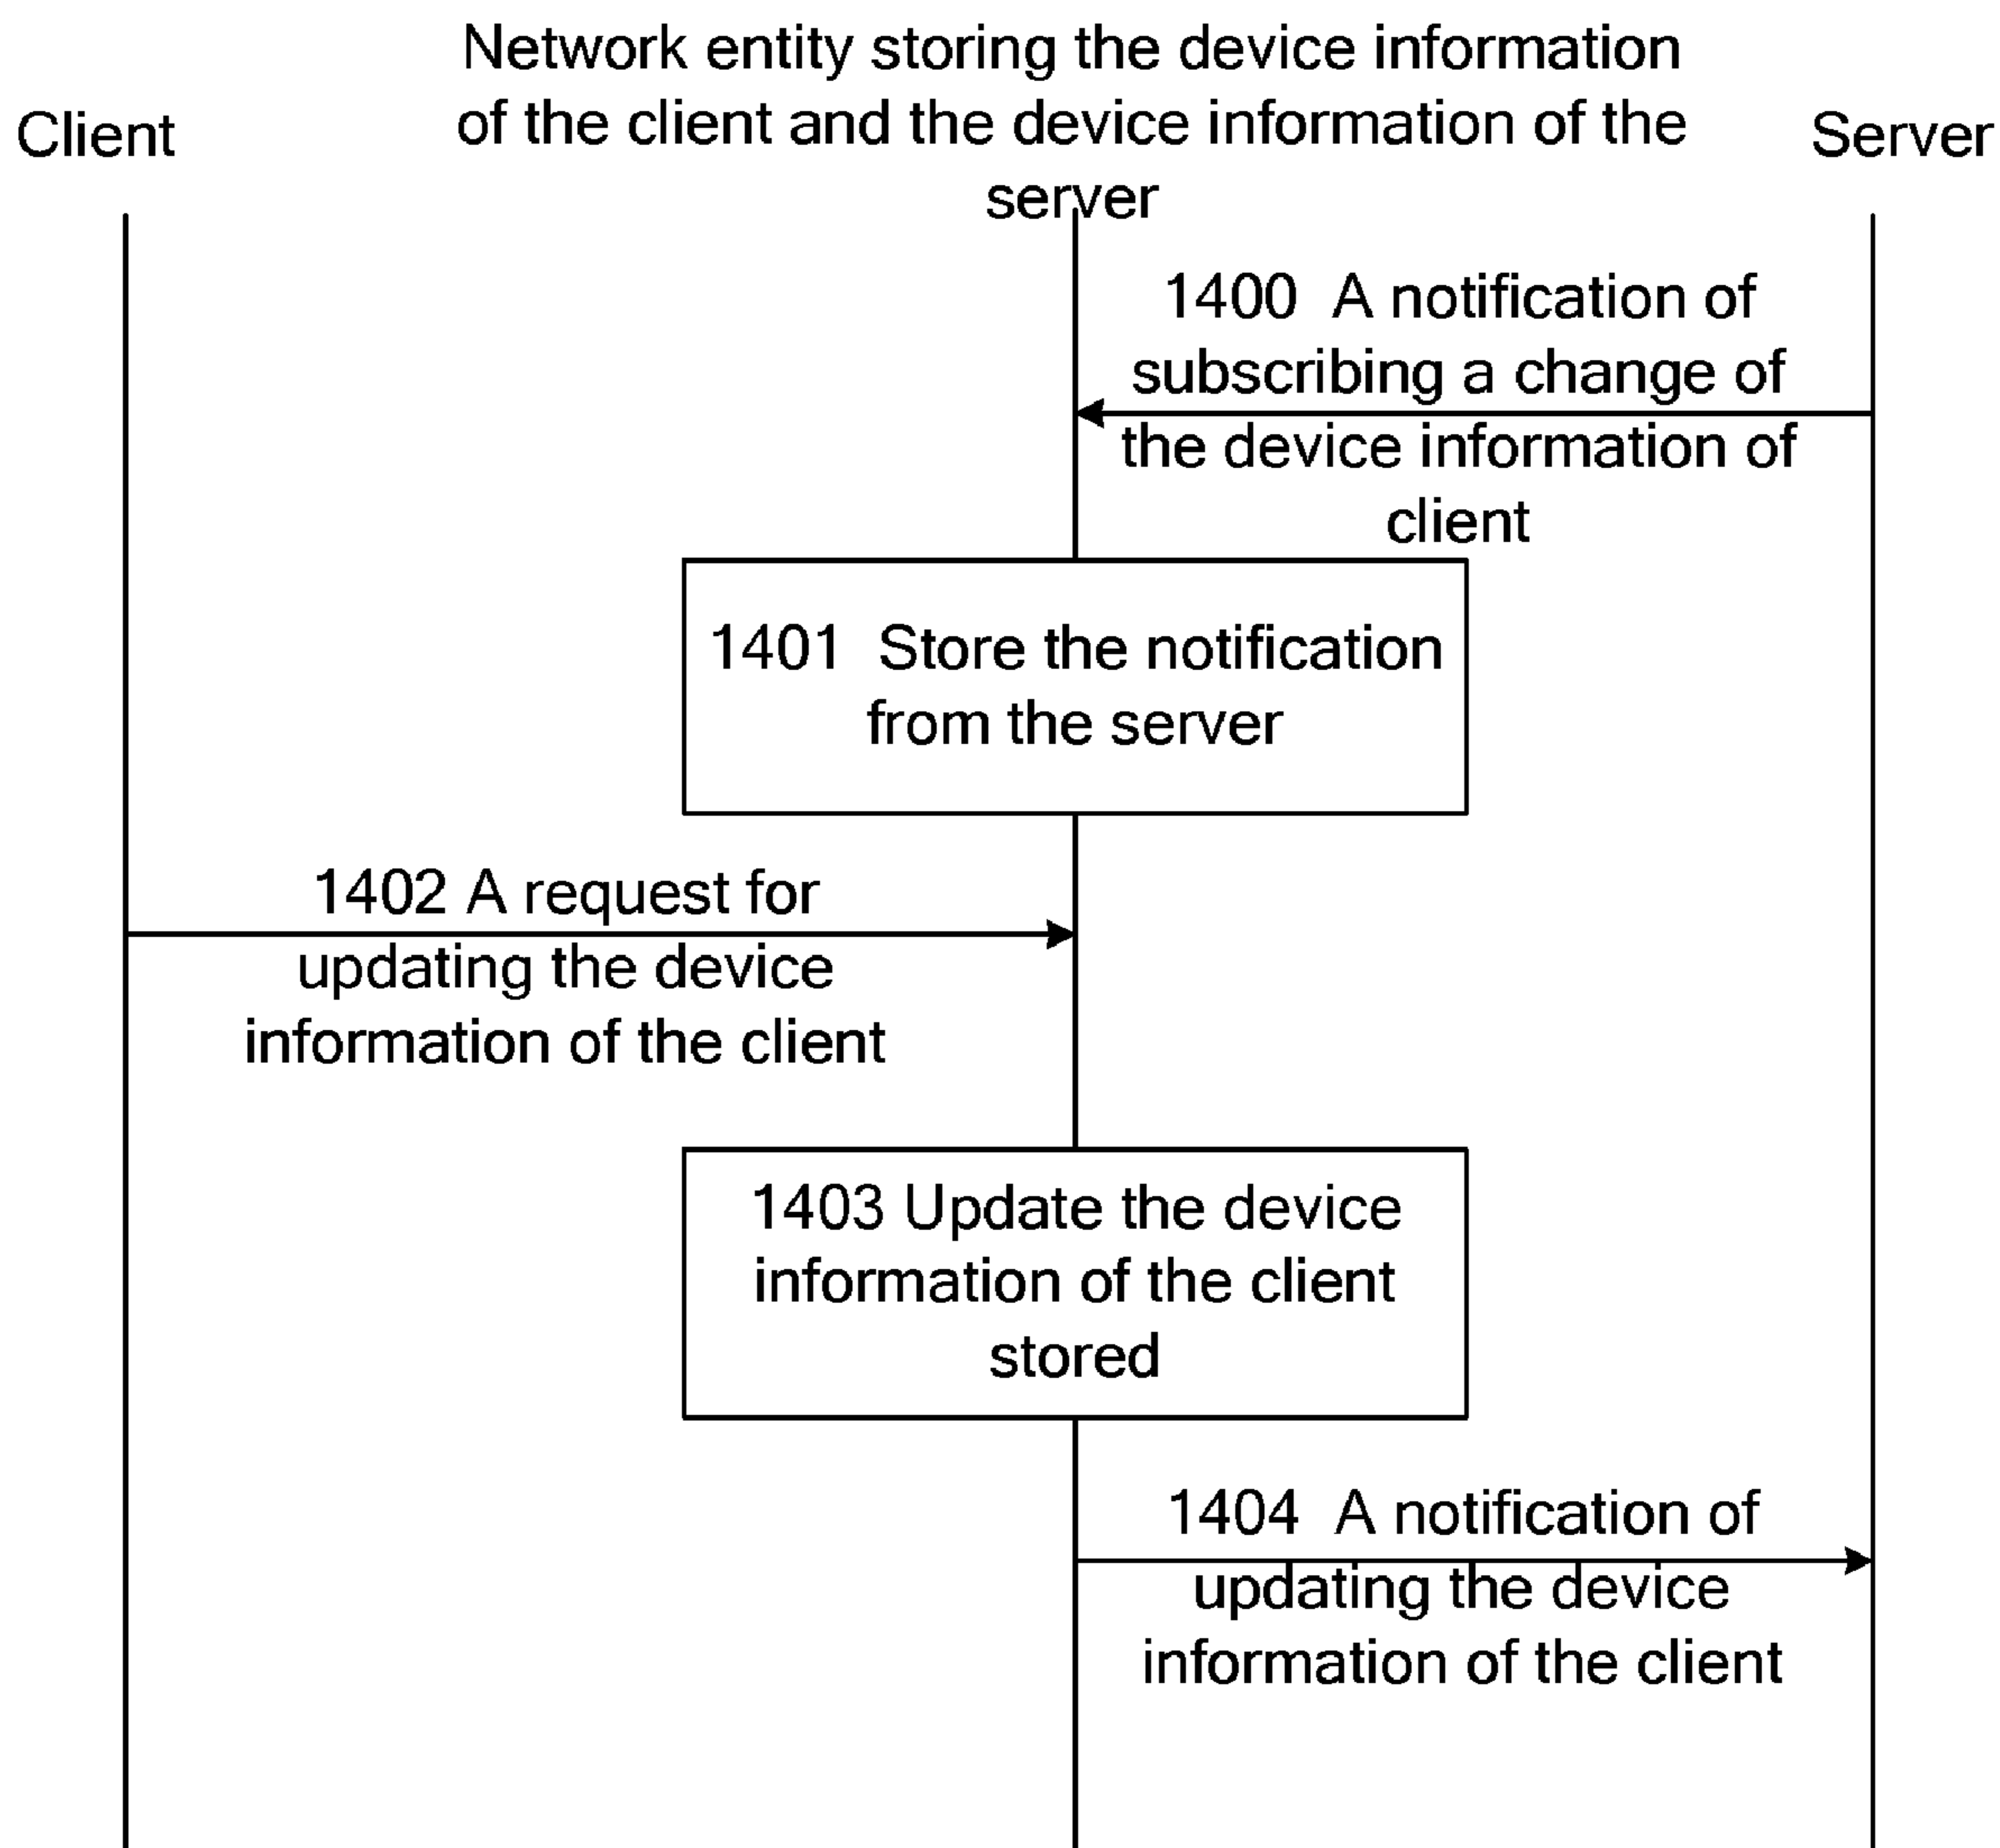 Client
Network entity storing the device information
of the client and the device information of the
server
Server
1400 A notification of
subscribing a change of
the device information of
client
1401 Store the notification
from the server
1402 A request for
updating the device
information of the client
1403 Update the device
information of the client
stored
1404 A notification of
updating the device
information of the client